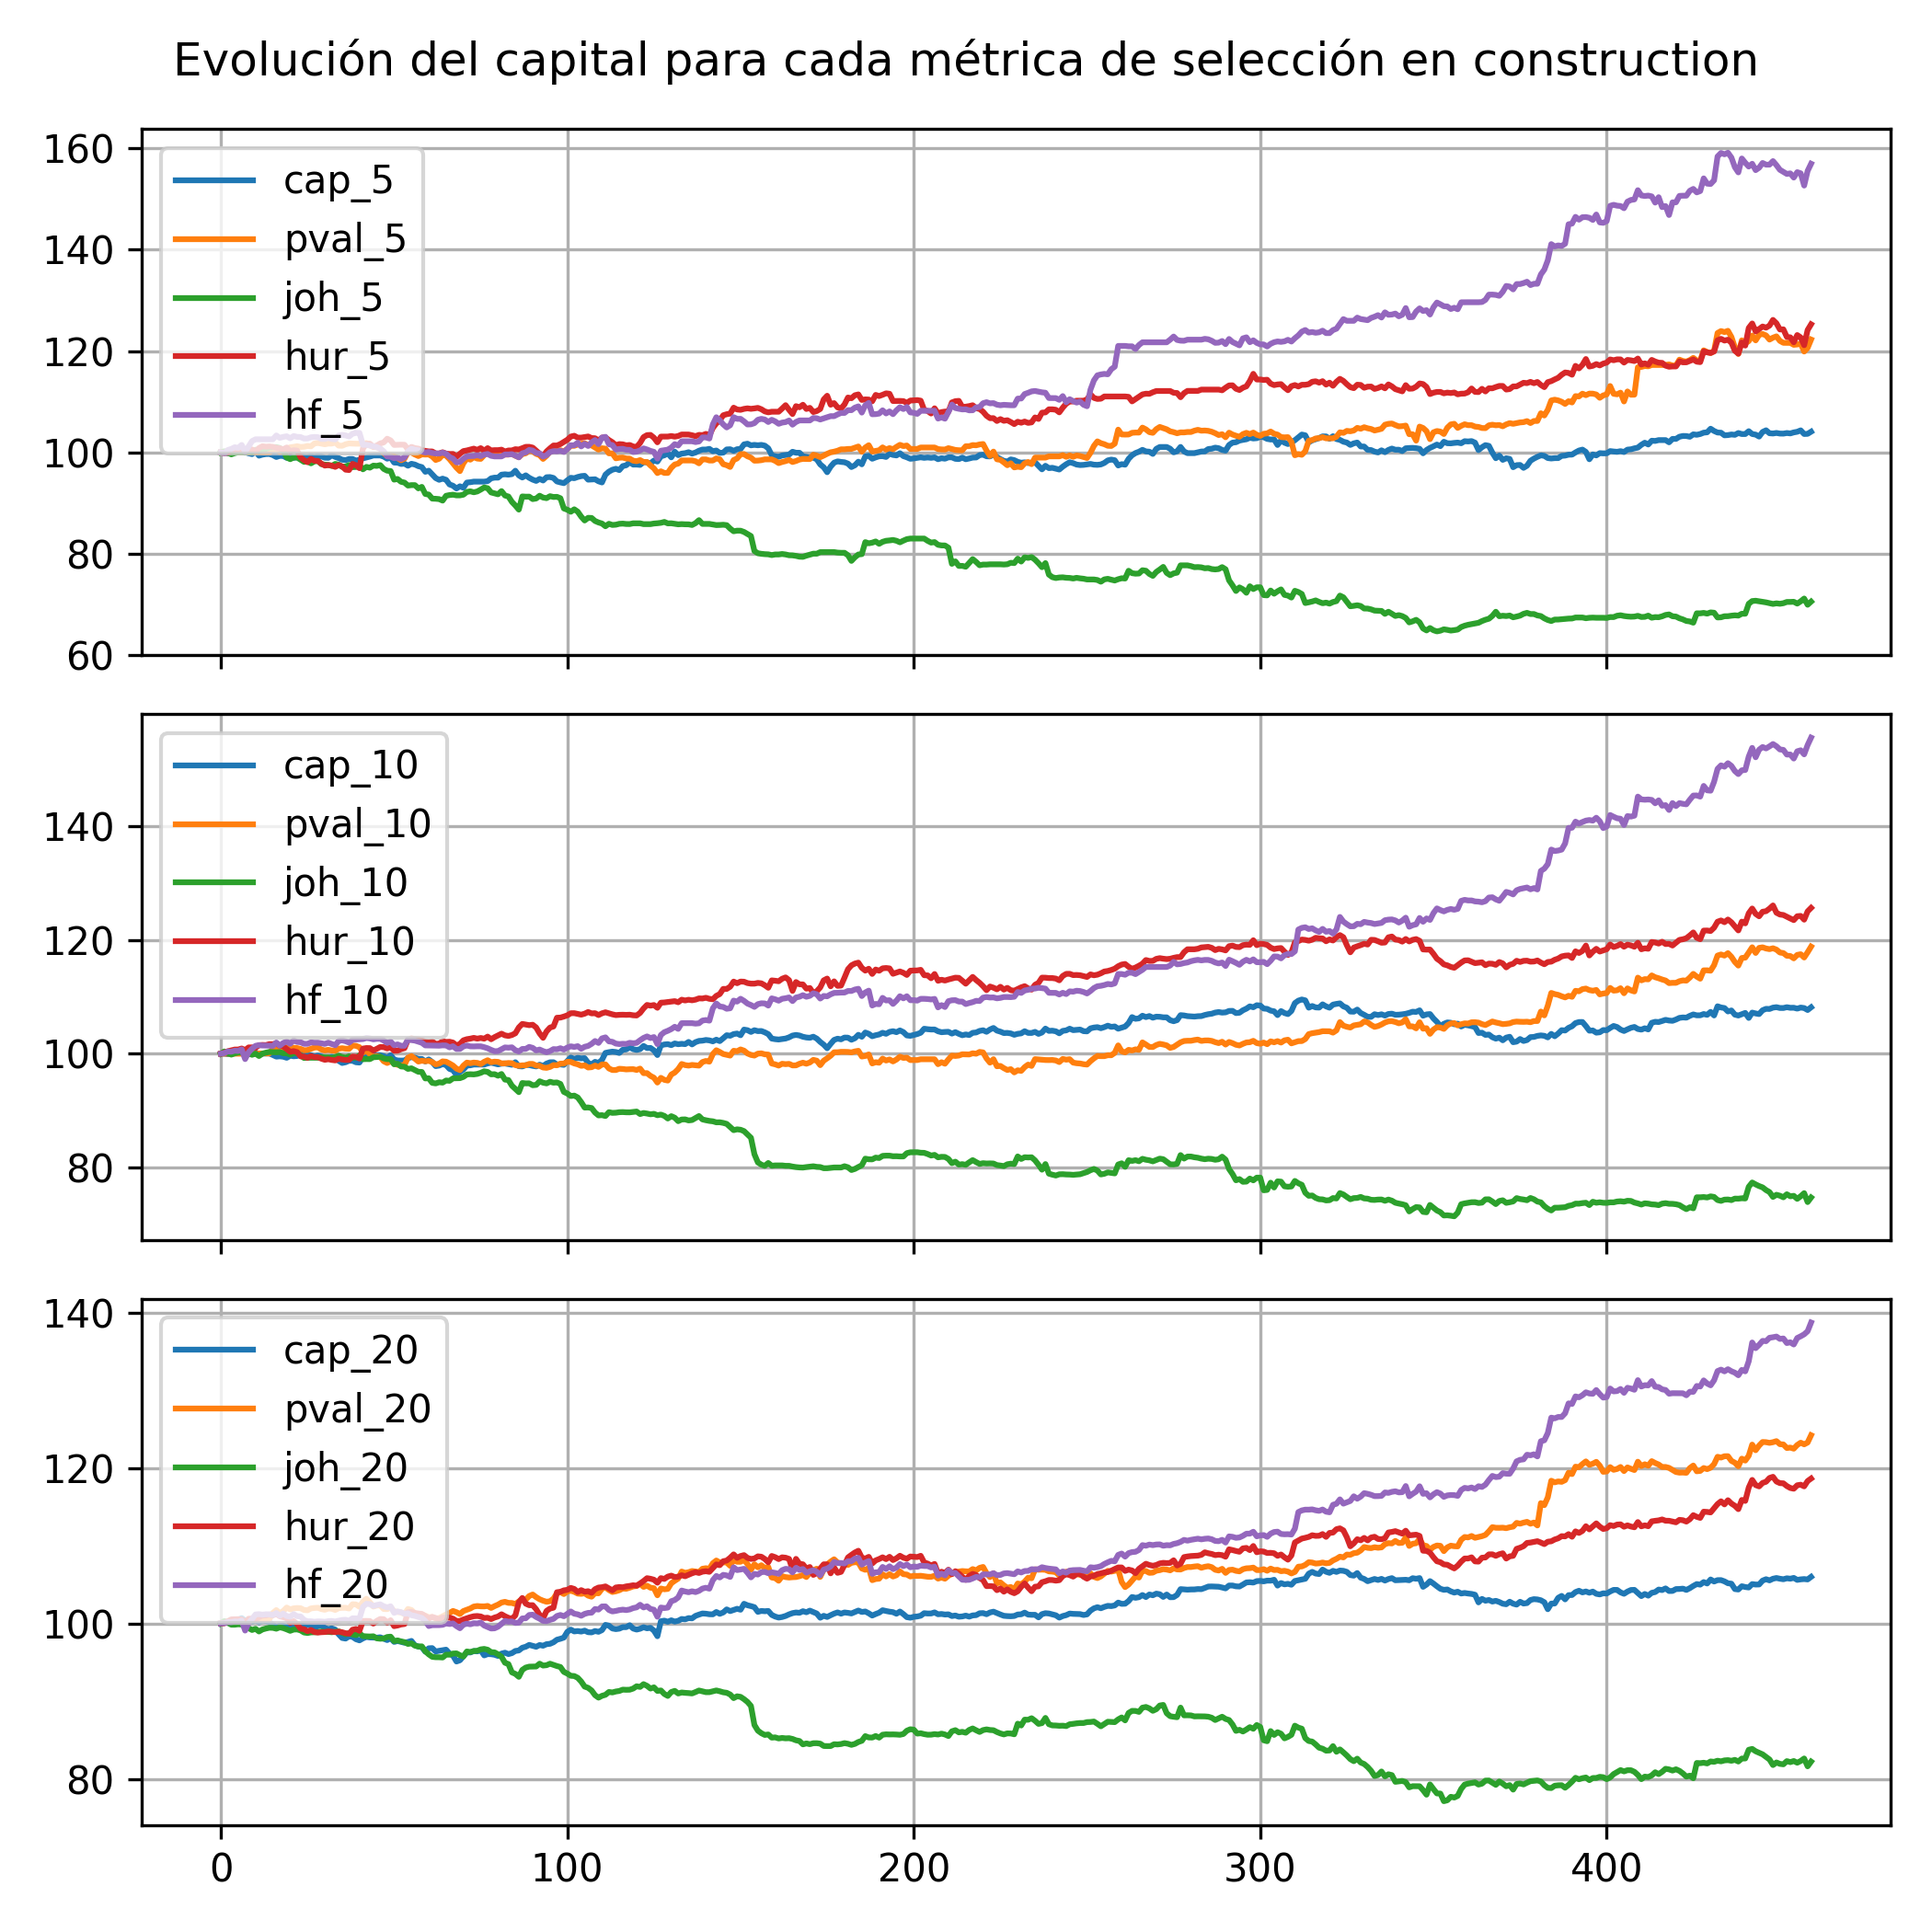 Evolución del capital para cada métrica de selección en construction
160
140
120
100
80
60
cap_5
pval_5
joh_5
hur_5
hf_5
140
120
100
80
cap_10
pval_10
joh_10
hur_10
hf_10
140
120
100
80
cap_20
pval_20
joh_20
hur_20
hf_20
0 100 200 300 400